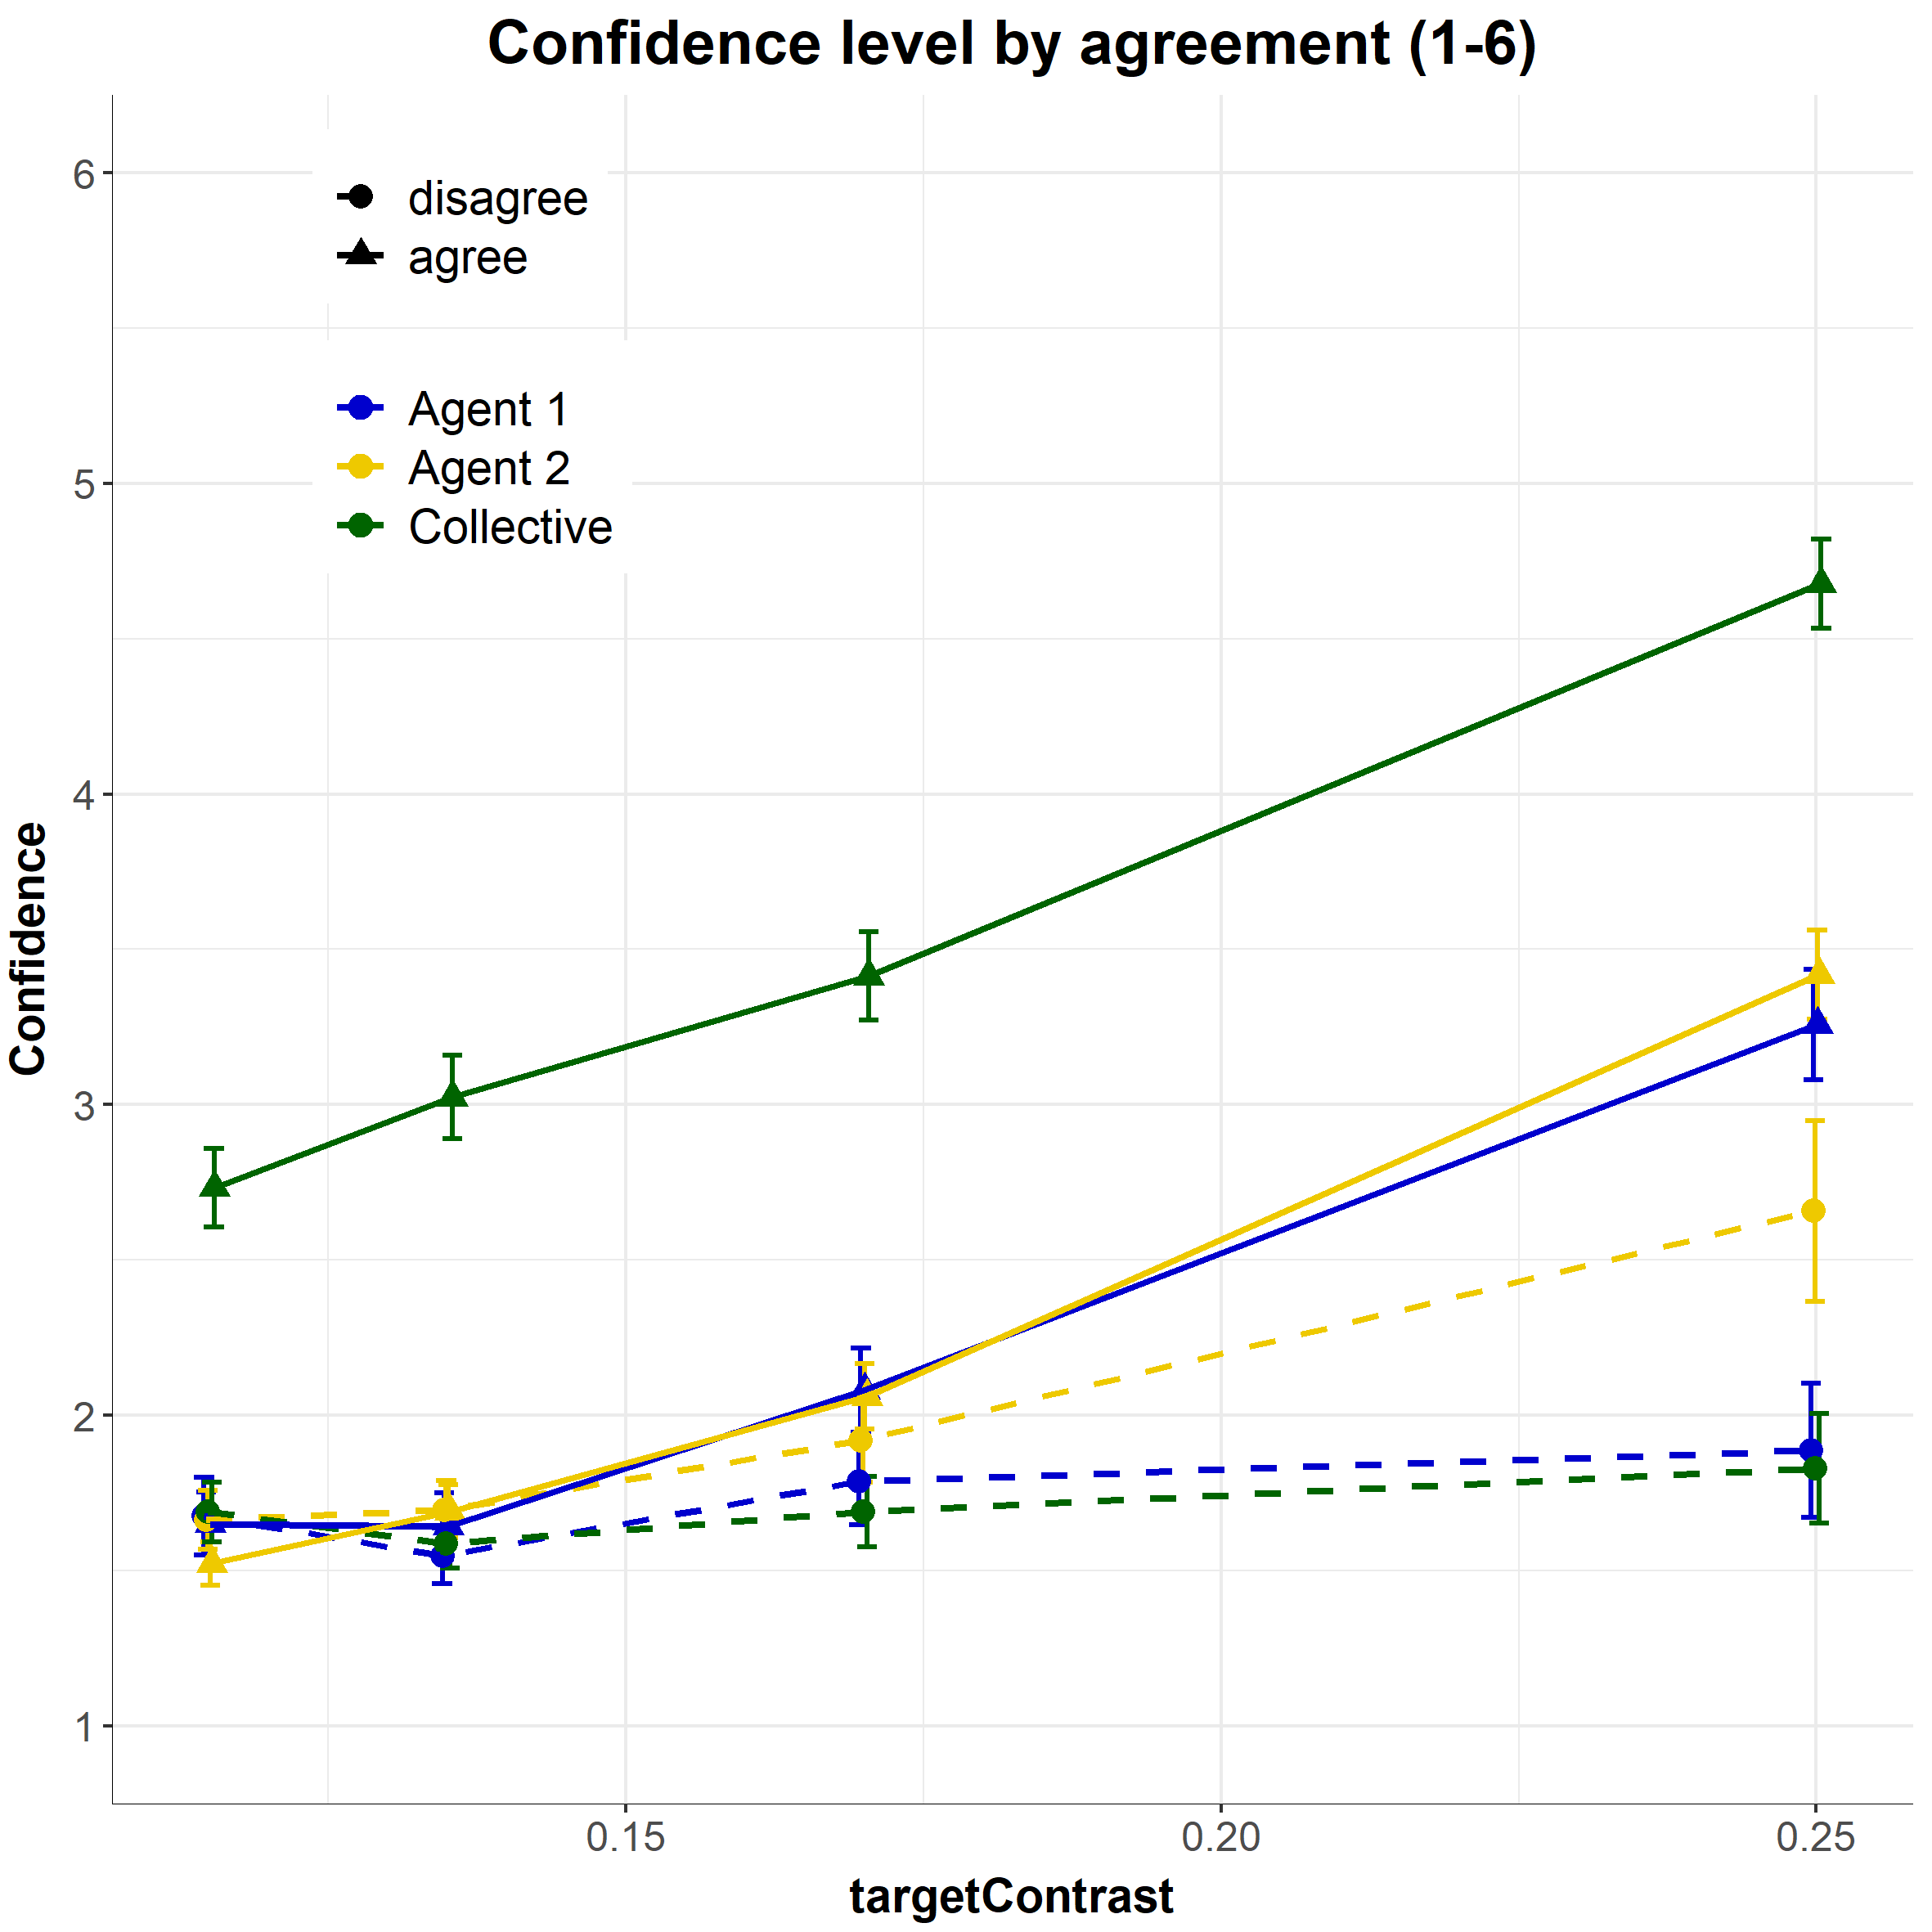 Confidence level by agreement (1-6)
6
5
4
3
2
1
disagree
agree
Agent 1
Agent 2
Collective
Confidence
0.15
0.20
0.25
targetContrast